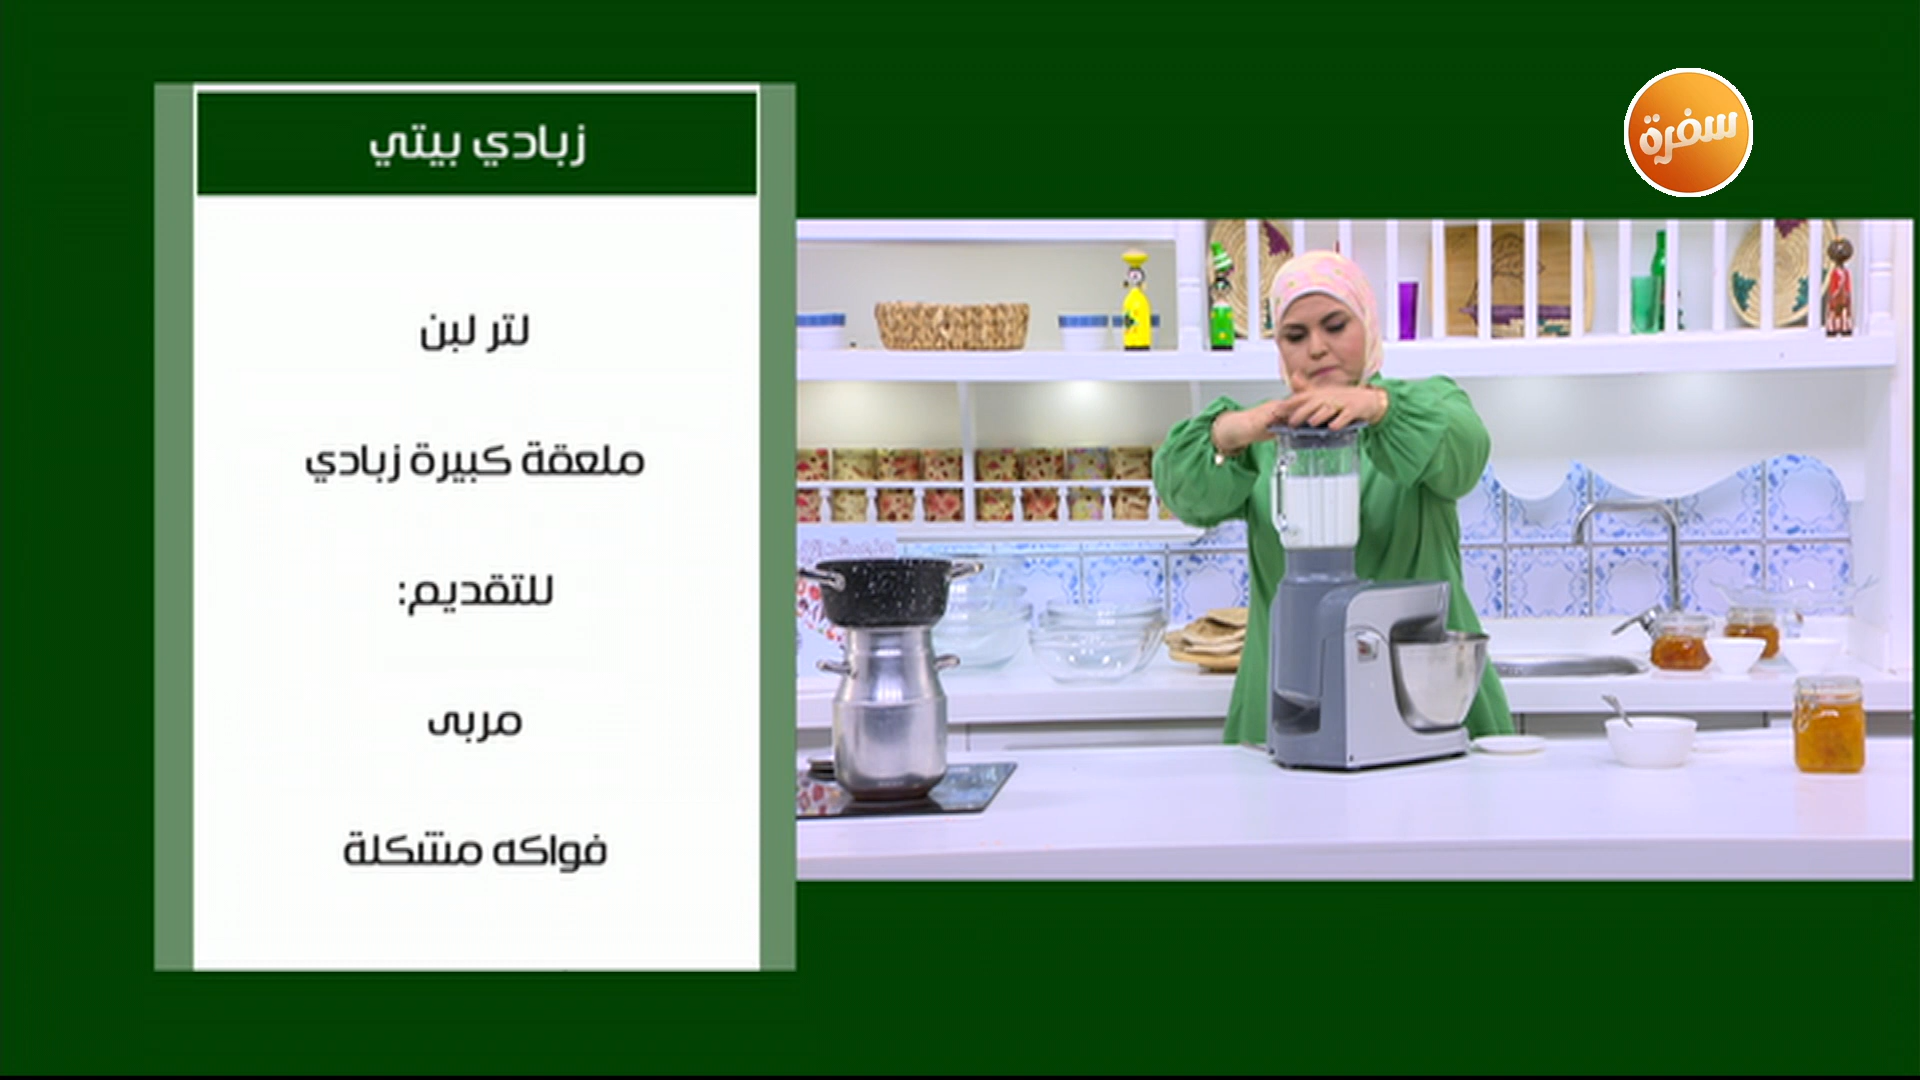 زبادي بيتي
لتر لبن
ملعقة كبيرة زبادي
للتقديم:
مربى
فواكه مشكلة
سفرة